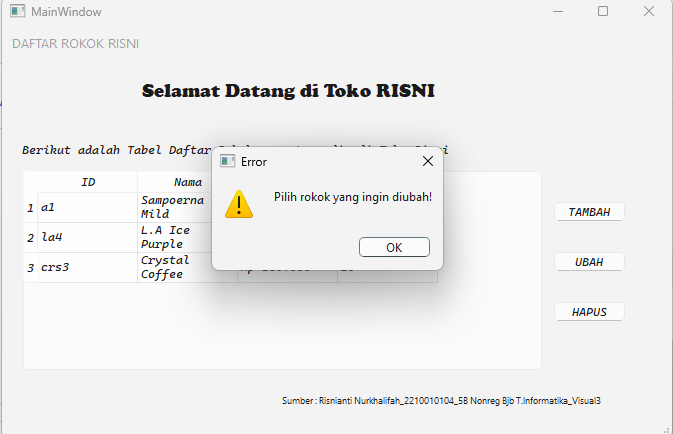 MainWindow
DAFTAR ROKOK RISNI
Selamat Datang di Toko RISNI
Berikut adalah Tabel Daftar
Error
Pilih rokok yang ingin diubah!
OK
ID Nama
1 a1 Sampoerna Mild
2 la4 L.A Ice Purple
3 crs3 Crystal Coffee
TAMBAH
UBAH
HAPUS
Sumber : Risnianti Nurkhalifah_2210010104_5B Nonreg Bjb T.Informatika_Visual3